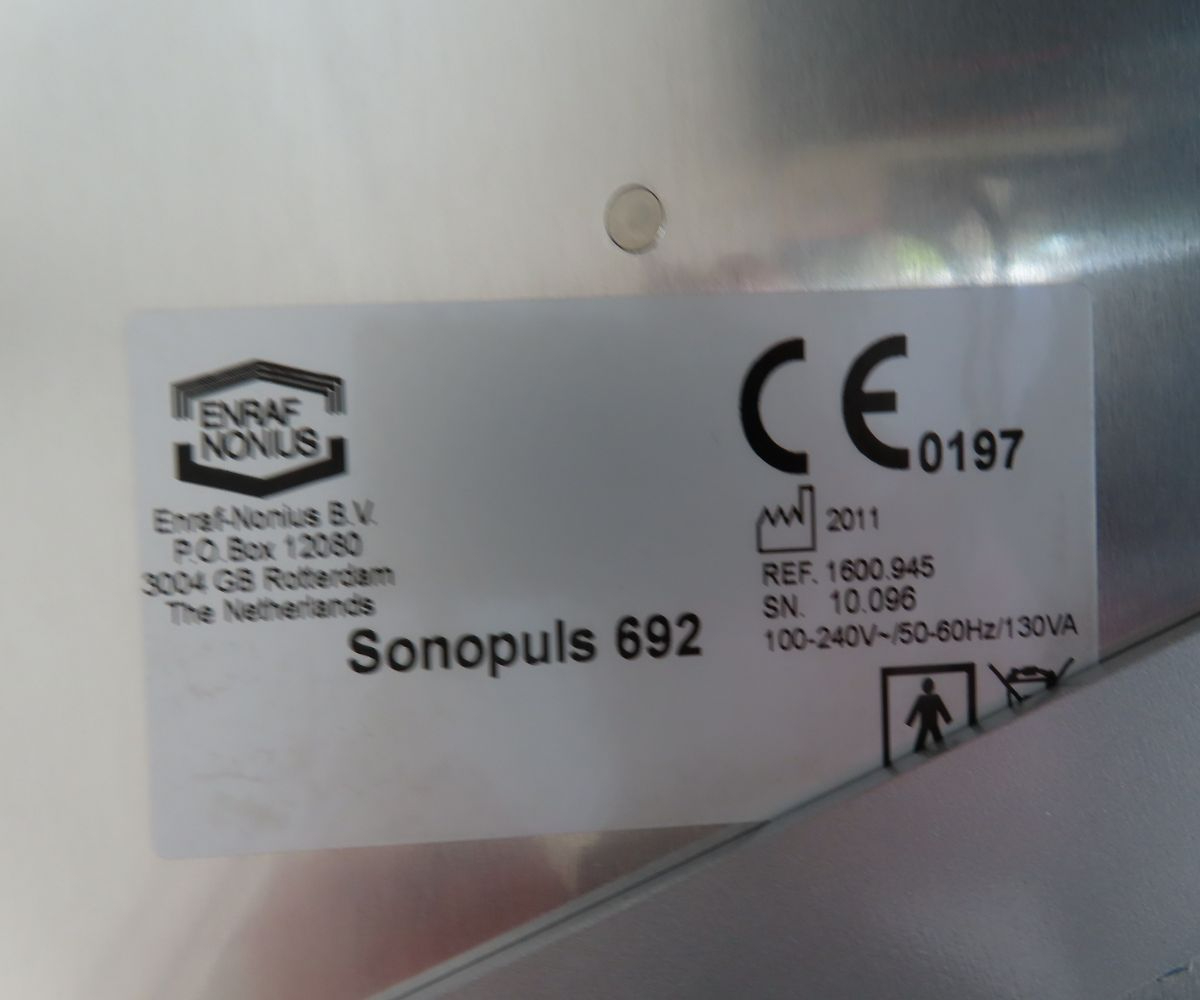 ENRAF
NONIUS
Enraf-Nonius B.V.
P.O. Box 12080
3004 GB Rotterdam
The Netherlands
Sonopuls 692
CE 0197
2011
REF. 1600.945
SN. 10.096
100-240V~/50-60Hz/130VA